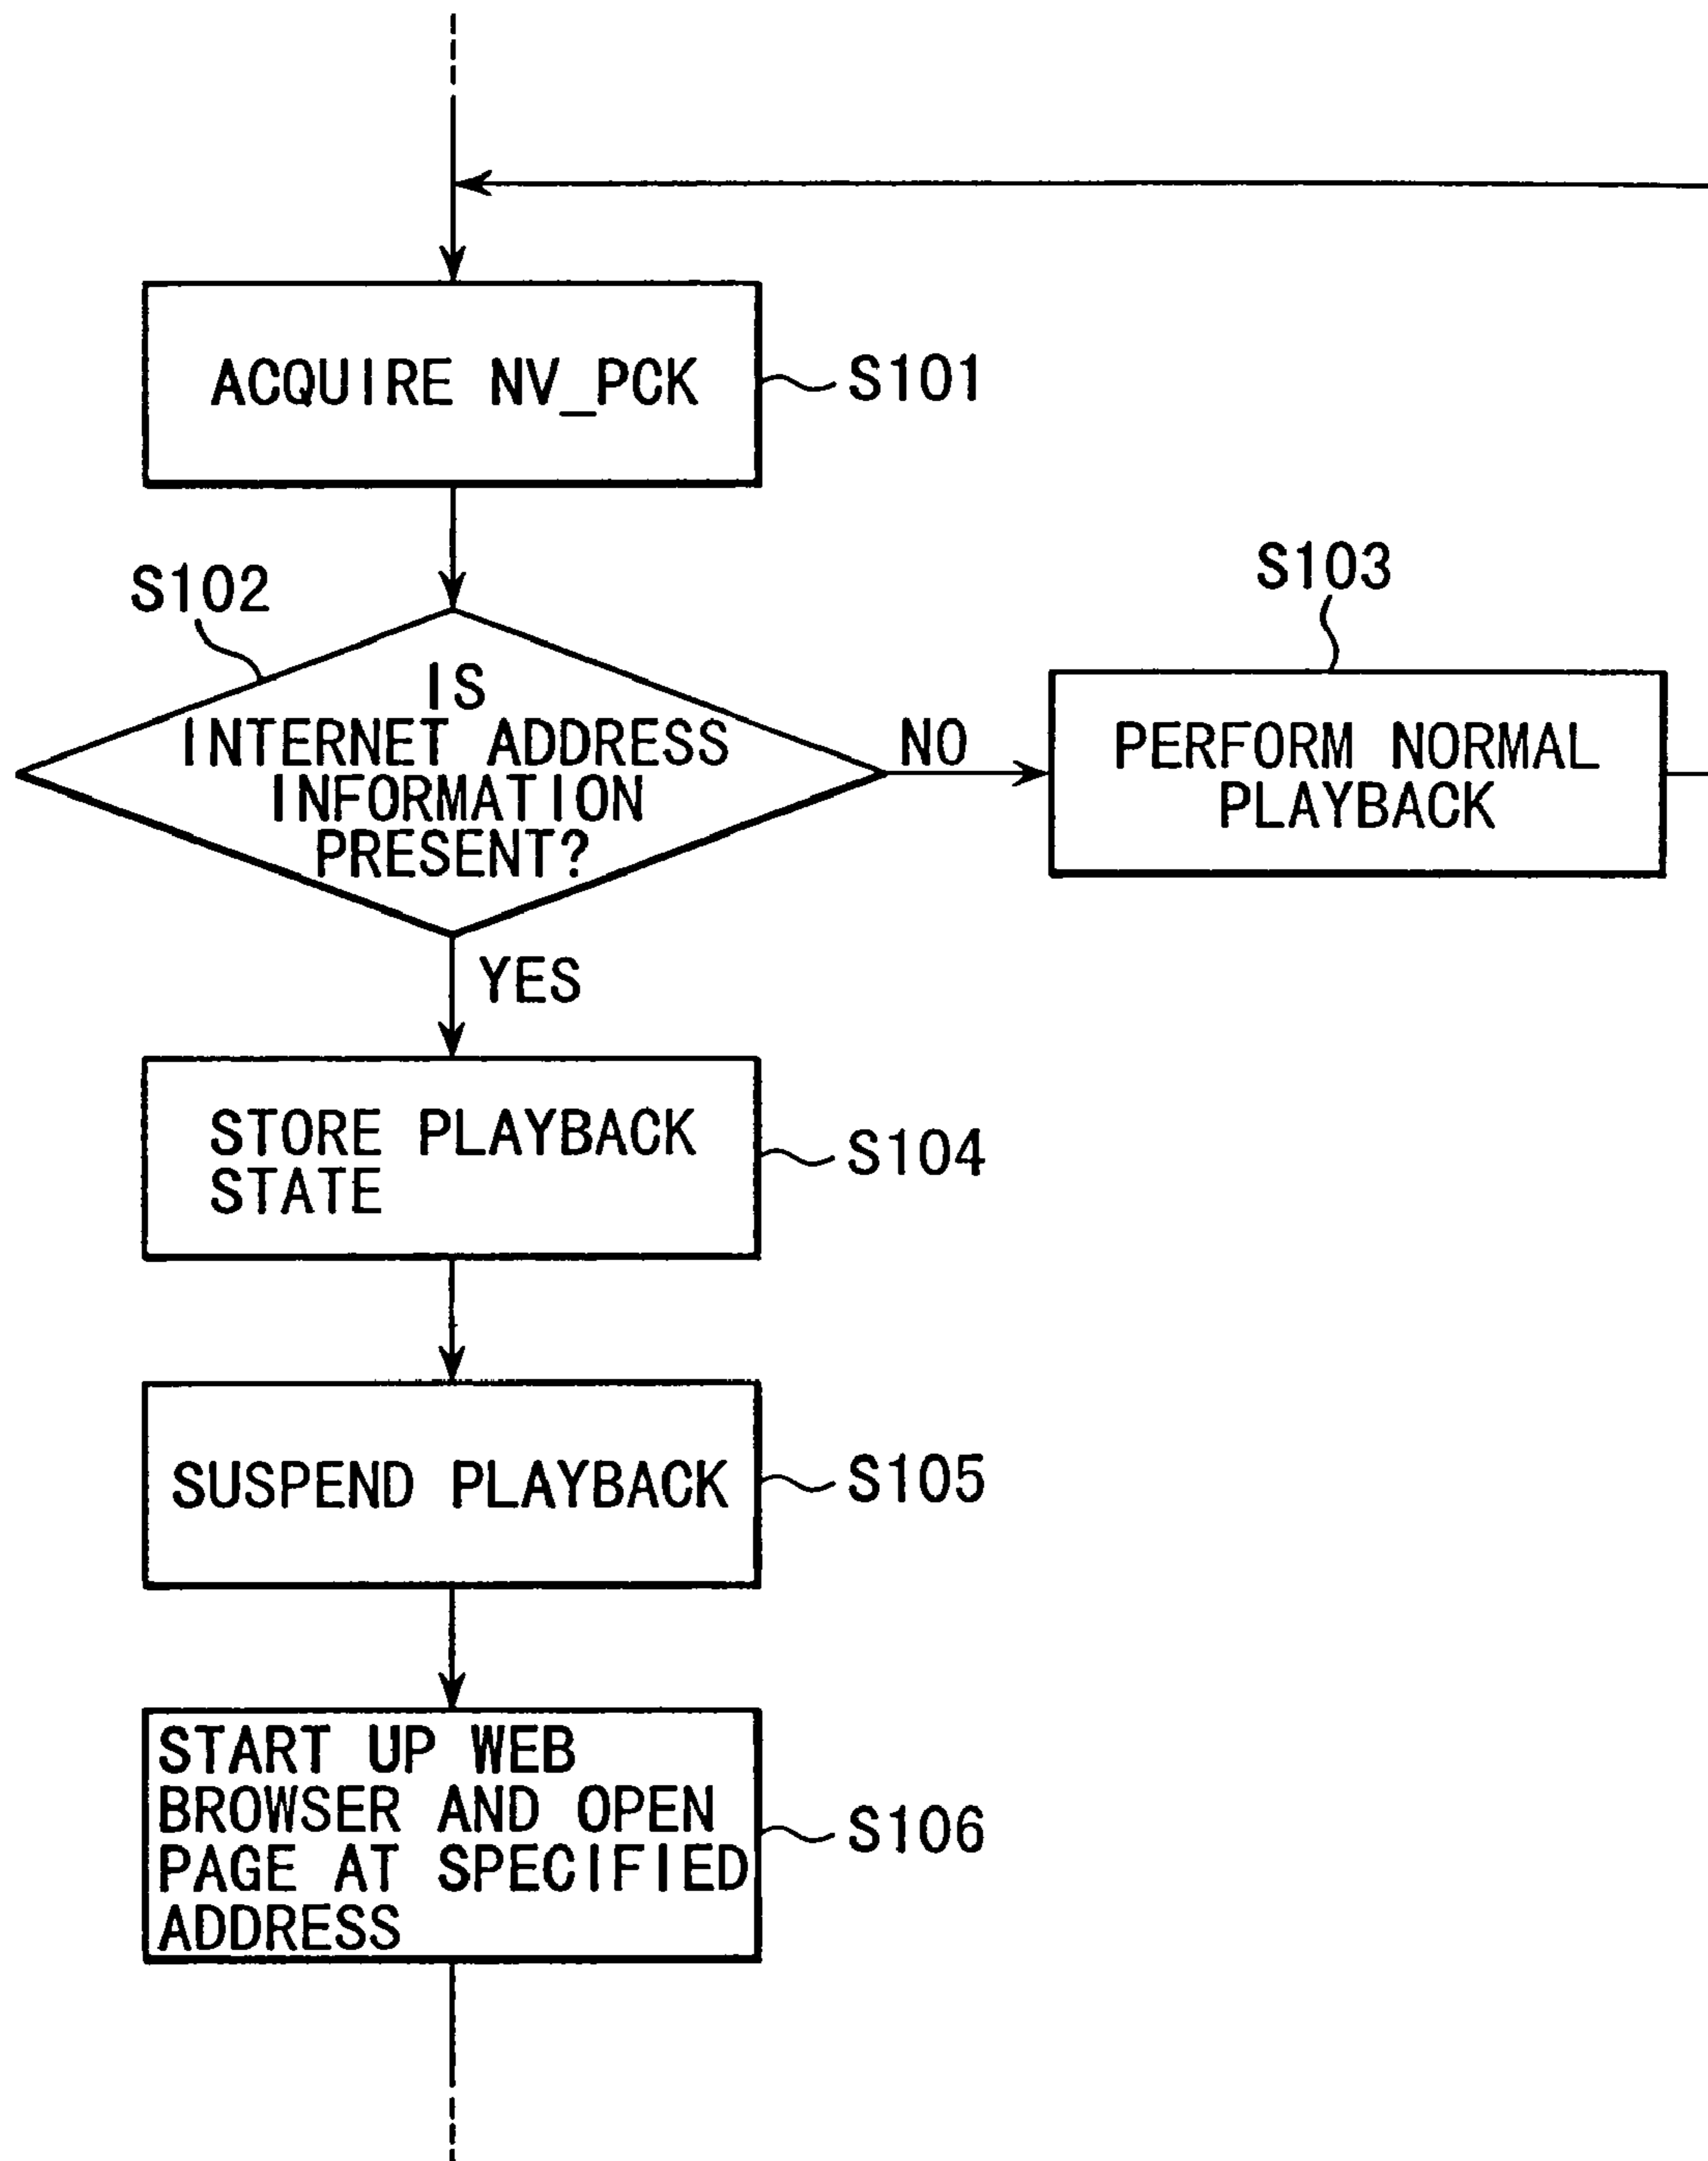 ACQUIRE NV_PCK
S101
S102
IS
INTERNET ADDRESS
INFORMATION
PRESENT?
NO
S103
PERFORM NORMAL
PLAYBACK
YES
STORE PLAYBACK
STATE
S104
SUSPEND PLAYBACK
S105
START UP WEB
BROWSER AND OPEN
PAGE AT SPECIFIED
ADDRESS
S106